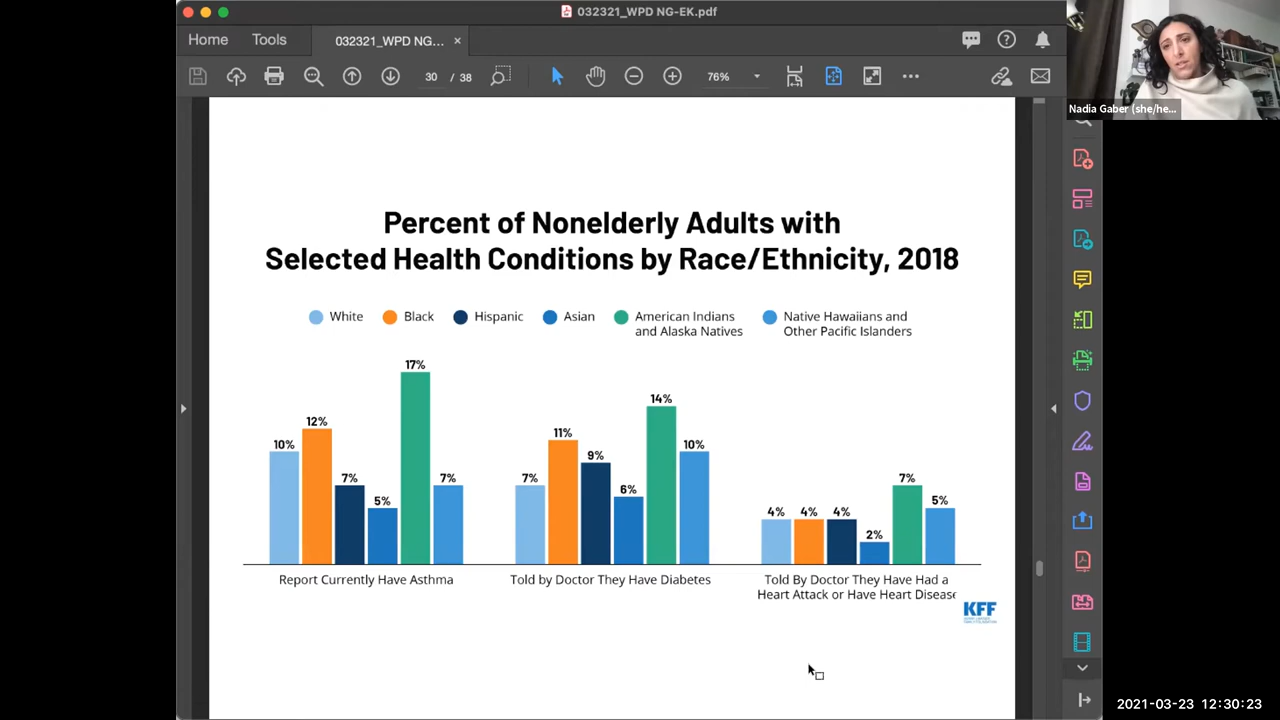 032321_WPD NG-EK.pdf
Home Tools 032321_WPD NG... ×
30 / 38 76%
Nadia Gaber (she/he...
Percent of Nonelderly Adults with
Selected Health Conditions by Race/Ethnicity, 2018
White Black Hispanic Asian American Indians and Alaska Natives Native Hawaiians and Other Pacific Islanders
10% 12% 7% 5% 17% 7%
7% 11% 9% 6% 14% 10%
4% 4% 4% 2% 7% 5%
Report Currently Have Asthma
Told by Doctor They Have Diabetes
Told By Doctor They Have Had a
Heart Attack or Have Heart Disease
KFF
2021-03-23 12:30:23